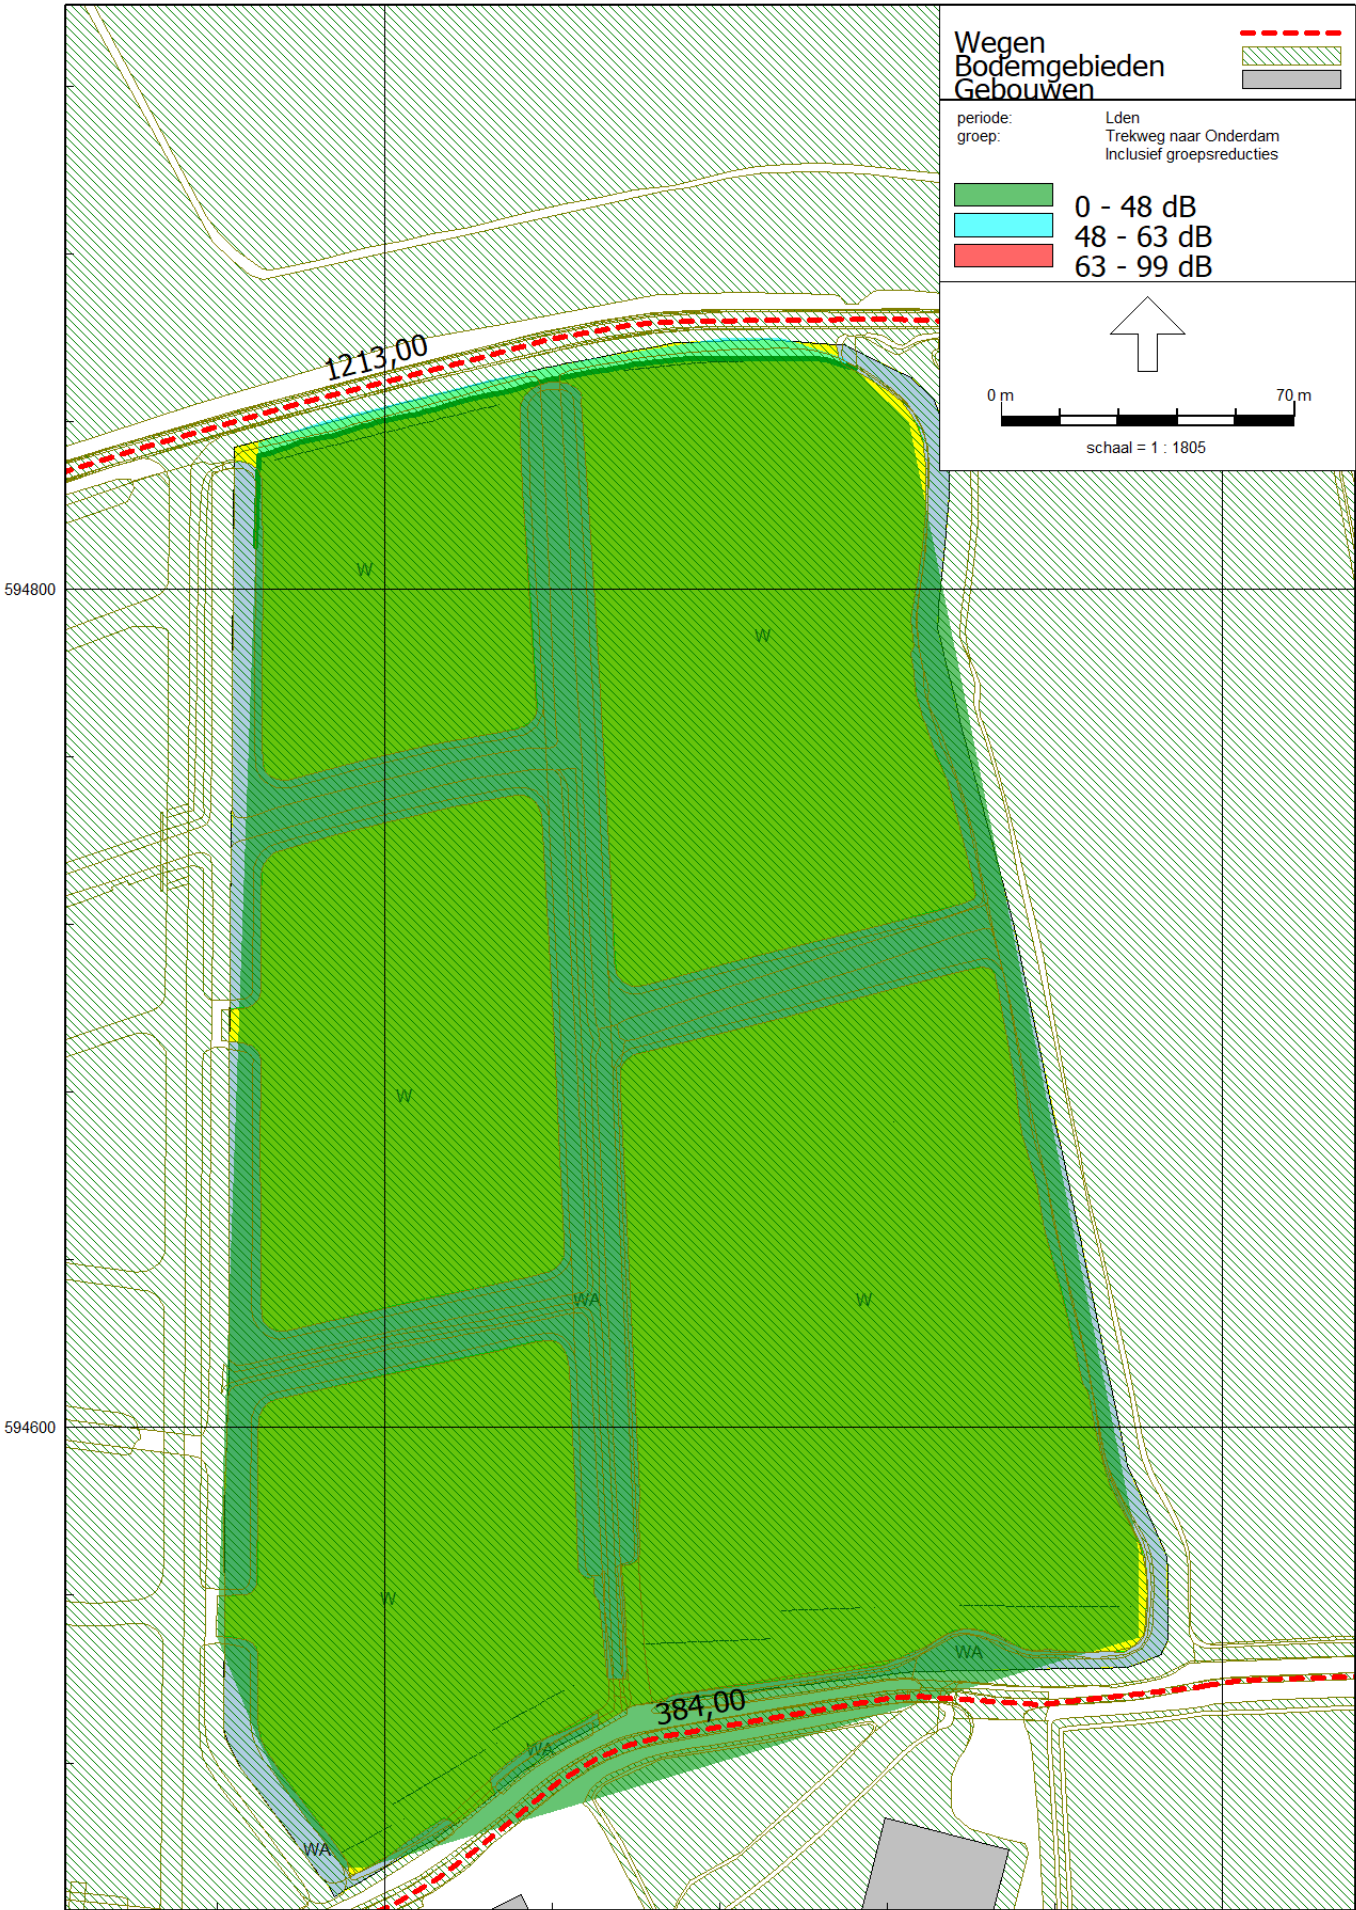 Wegen
Bodemgebieden
Gebouwen
periode: Lden
groep: Trekweg naar Onderdam
Inclusief groepsreducties
0 - 48 dB
48 - 63 dB
63 - 99 dB
0 m 70 m
schaal = 1 : 1805
1213,00
W
594800
W
W
WA
W
594600
W
WA
384,00
WA
WA